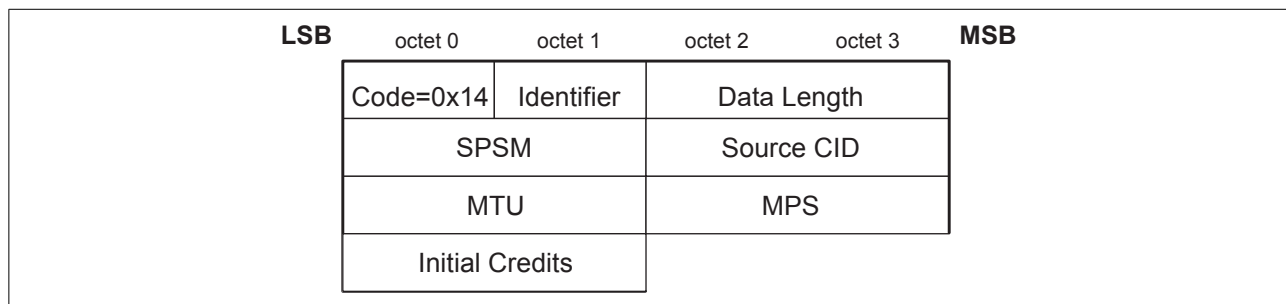 LSB octet 0 octet 1 octet 2 octet 3 MSB
Code=0x14 Identifier Data Length
SPSM Source CID
MTU MPS
Initial Credits